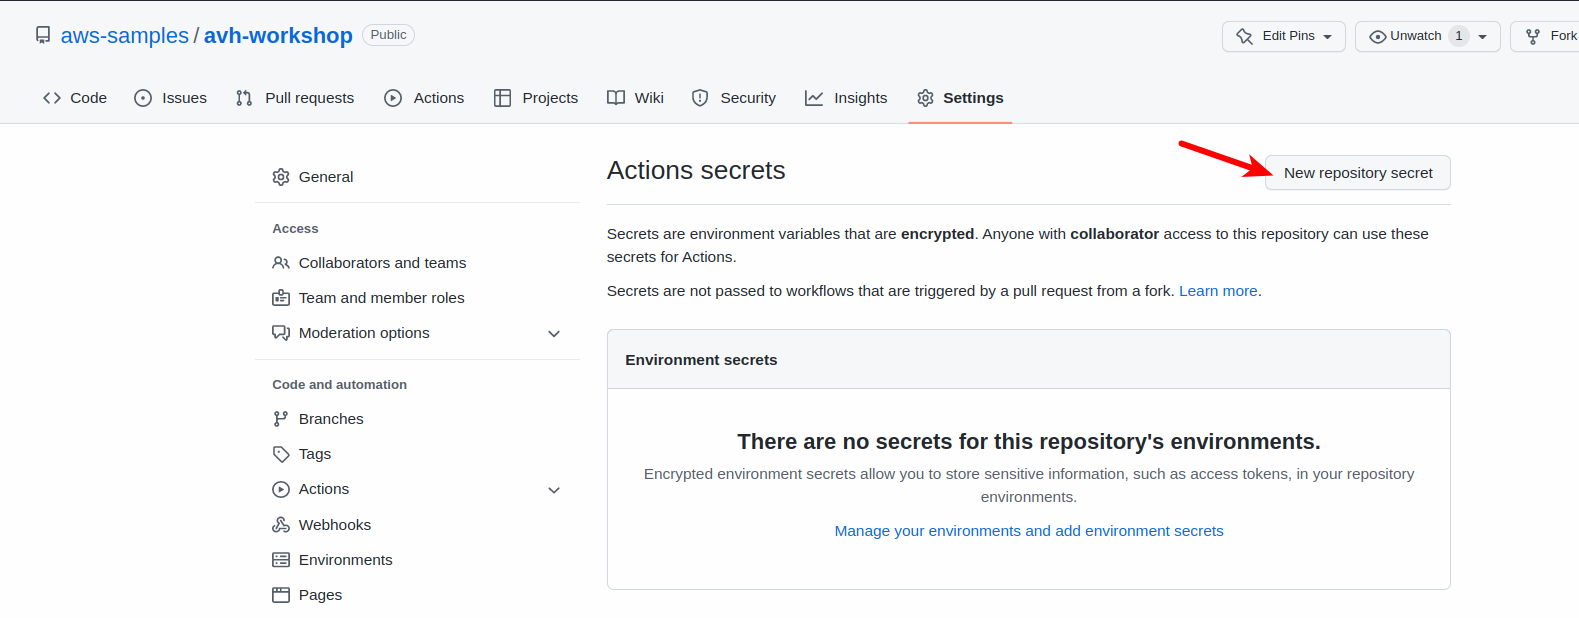 aws-samples / avh-workshop Public Edit Pins Unwatch 1 Fork
Code Issues Pull requests Actions Projects Wiki Security Insights Settings
General
Access
Collaborators and teams
Team and member roles
Moderation options
Code and automation
Branches
Tags
Actions
Webhooks
Environments
Pages
Actions secrets New repository secret
Secrets are environment variables that are encrypted. Anyone with collaborator access to this repository can use these
secrets for Actions.
Secrets are not passed to workflows that are triggered by a pull request from a fork. Learn more.
Environment secrets
There are no secrets for this repository's environments.
Encrypted environment secrets allow you to store sensitive information, such as access tokens, in your repository
environments.
Manage your environments and add environment secrets